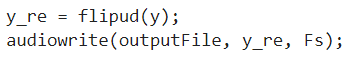 y_re = flipud(y);
audiowrite(outputFile, y_re, Fs);